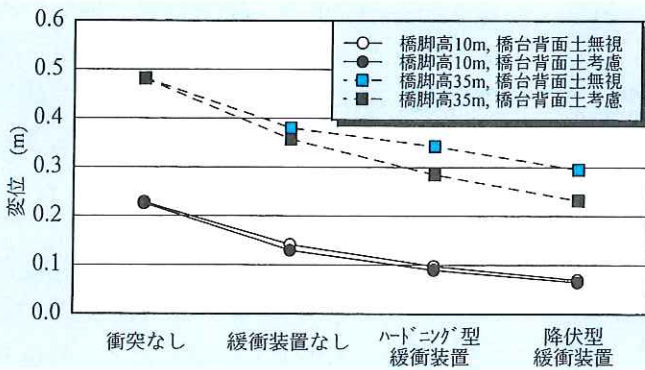 0.6
0.5
0.4
0.3
0.2
0.1
0.0
変位 (m)
橋脚高10m, 橋台背面土無視
橋脚高10m, 橋台背面土考慮
橋脚高35m, 橋台背面土無視
橋脚高35m, 橋台背面土考慮
衝突なし
緩衝装置なし
ハードニング型
緩衝装置
降伏型
緩衝装置